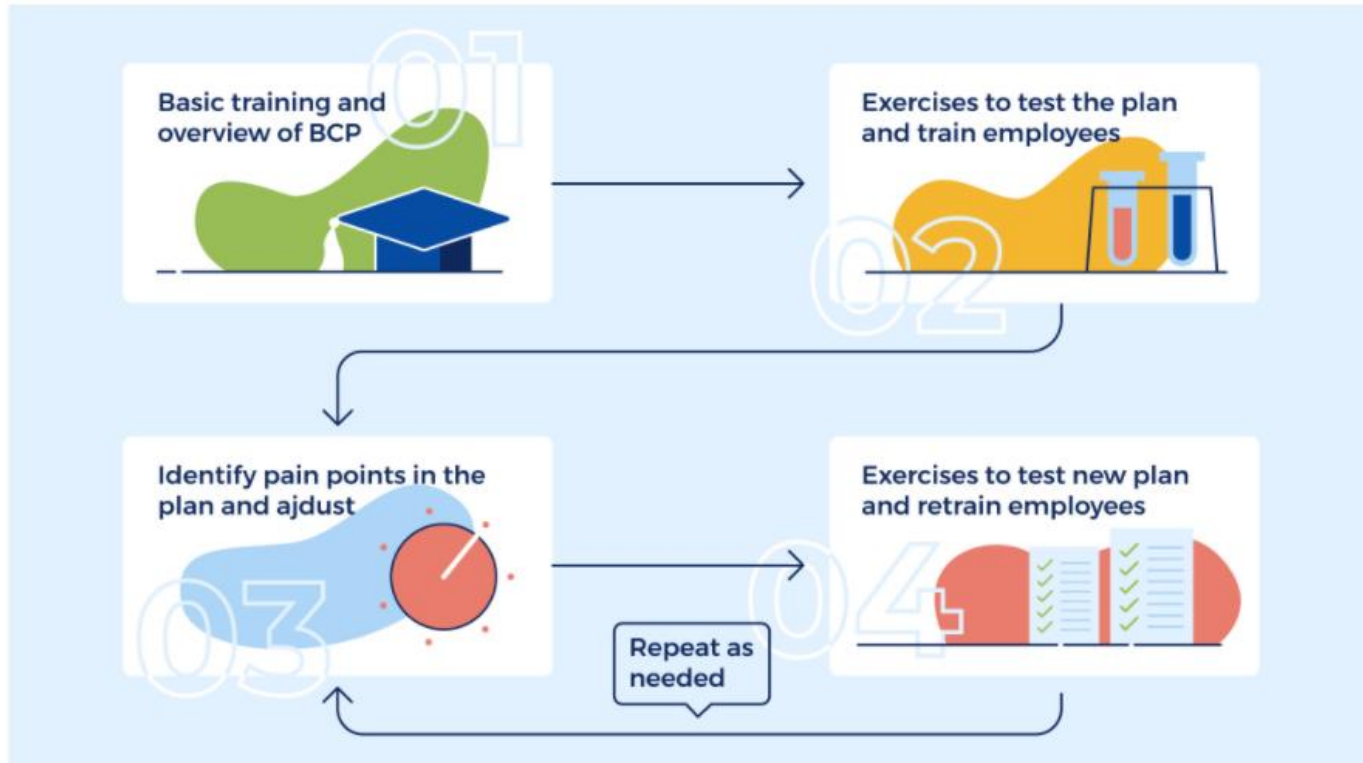 01
Basic training and
overview of BCP
02
Exercises to test the plan
and train employees
03
Identify pain points in the
plan and ajdust
04
Exercises to test new plan
and retrain employees
Repeat as
needed